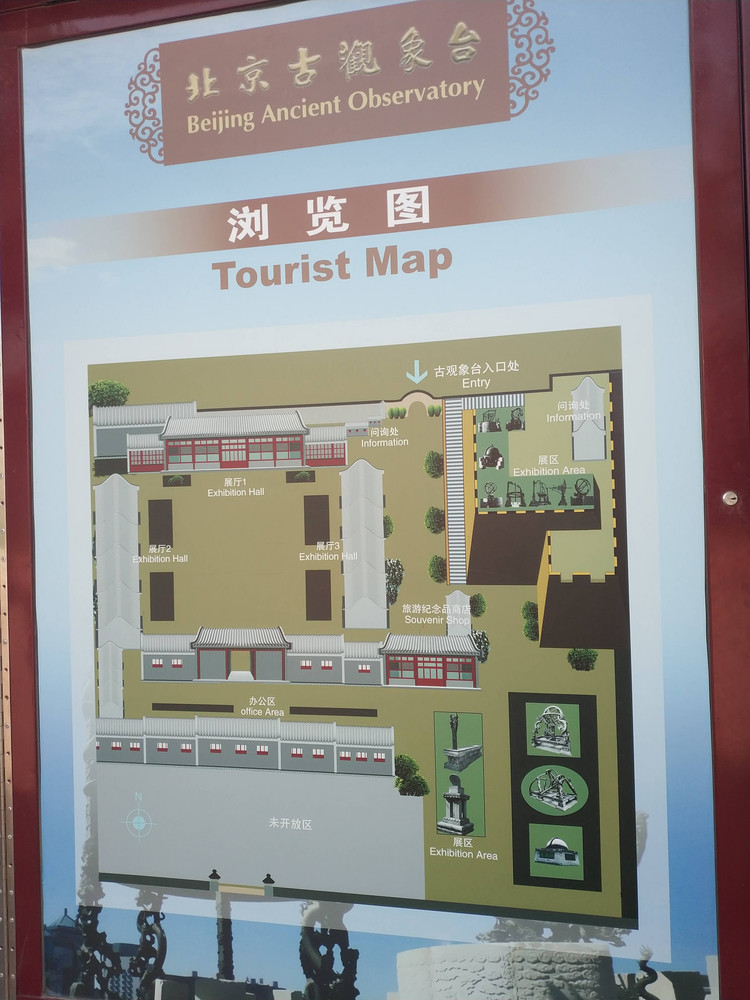 北京古觀象台
Beijing Ancient Observatory
浏览图
Tourist Map
古观象台入口处
Entry
问询处
Information
问询处
Information
展区
Exhibition Area
展厅1
Exhibition Hall
展厅2
Exhibition Hall
展厅3
Exhibition Hall
旅游纪念品商店
Souvenir Shop
办公区
office Area
N
未开放区
展区
Exhibition Area